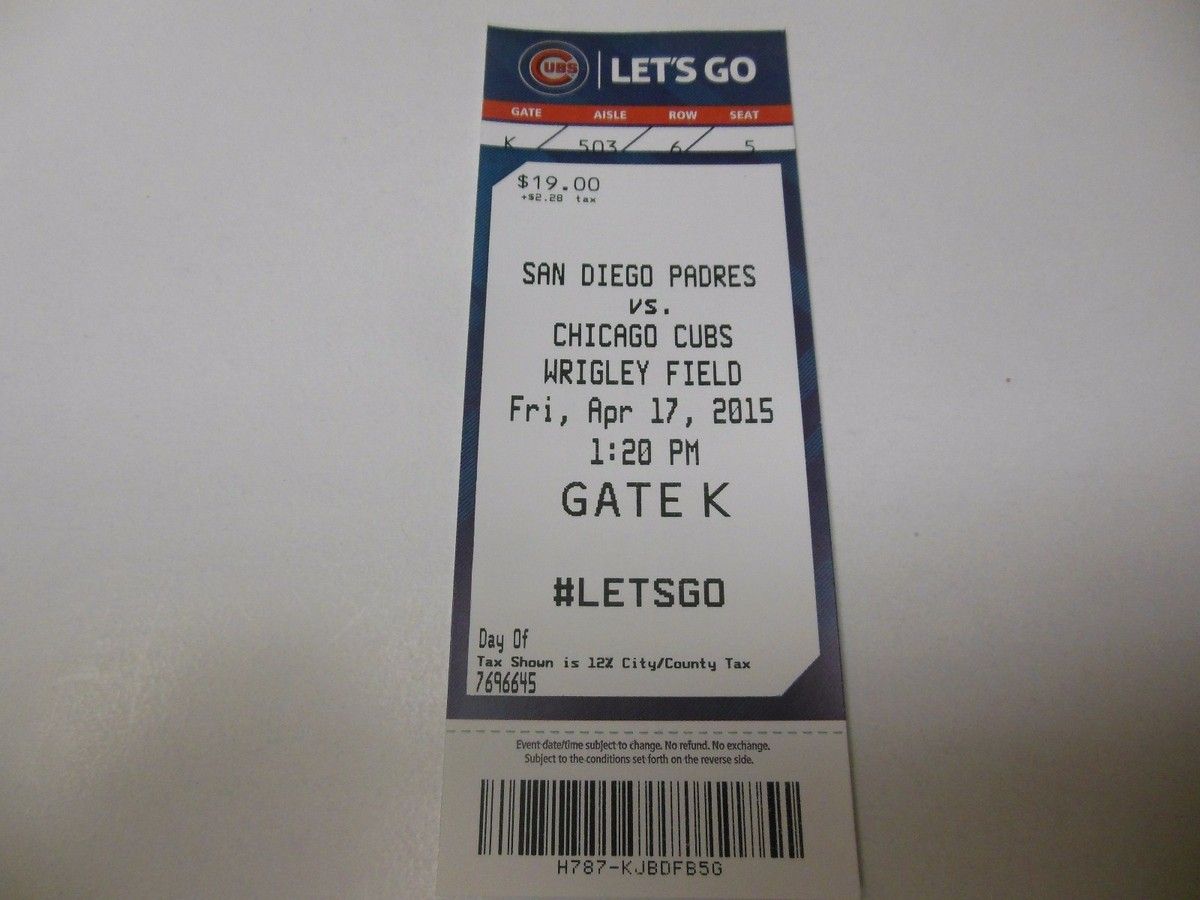 CUBS LET'S GO
GATE AISLE ROW SEAT
K 503 6 5
$19.00
+$2.28 tax
SAN DIEGO PADRES
vs.
CHICAGO CUBS
WRIGLEY FIELD
Fri, Apr 17, 2015
1:20 PM
GATE K
#LETSGO
Day Of
Tax Shown is 12% City/County Tax
7696645
Event date/time subject to change. No refund. No exchange.
Subject to the conditions set forth on the reverse side.
H787-KJBDFB5G